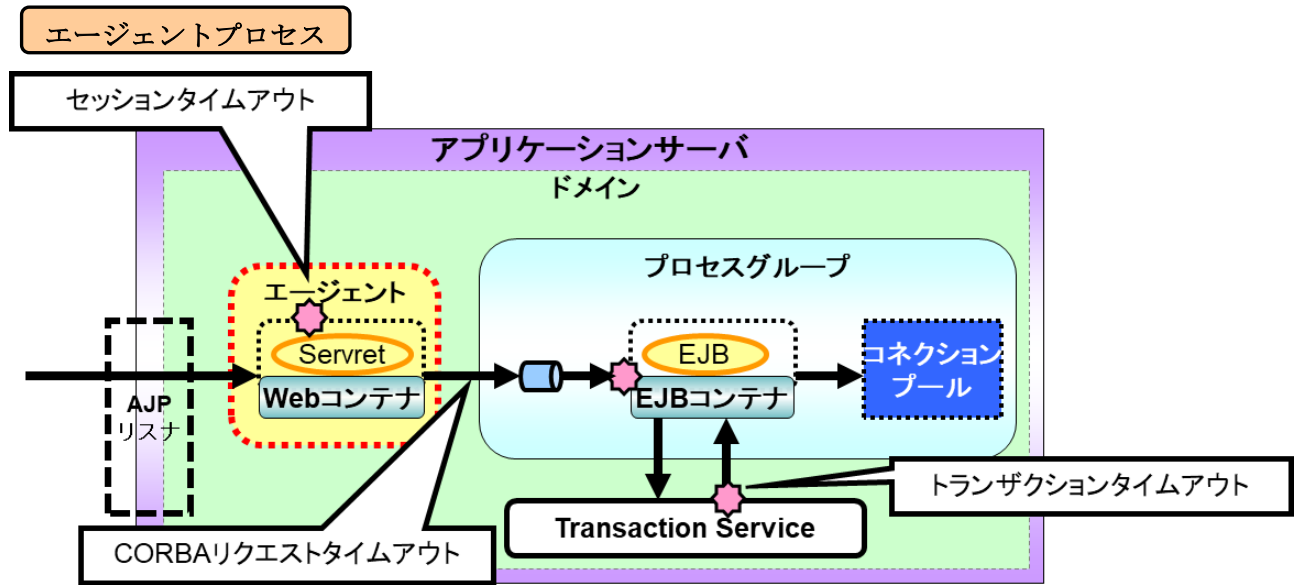 エージェントプロセス
セッションタイムアウト
アプリケーションサーバ
ドメイン
プロセスグループ
エージェント
Servret
Webコンテナ
EJB
EJBコンテナ
コネクション
プール
AJP
リスナ
トランザクションタイムアウト
Transaction Service
CORBAリクエストタイムアウト